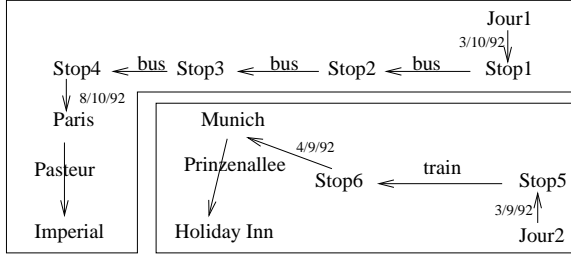 Jour1
3/10/92
Stop4 bus Stop3 bus Stop2 bus Stop1
8/10/92
Paris Munich
4/9/92
Pasteur Prinzenallee train
Stop6 Stop5
3/9/92
Imperial Holiday Inn Jour2